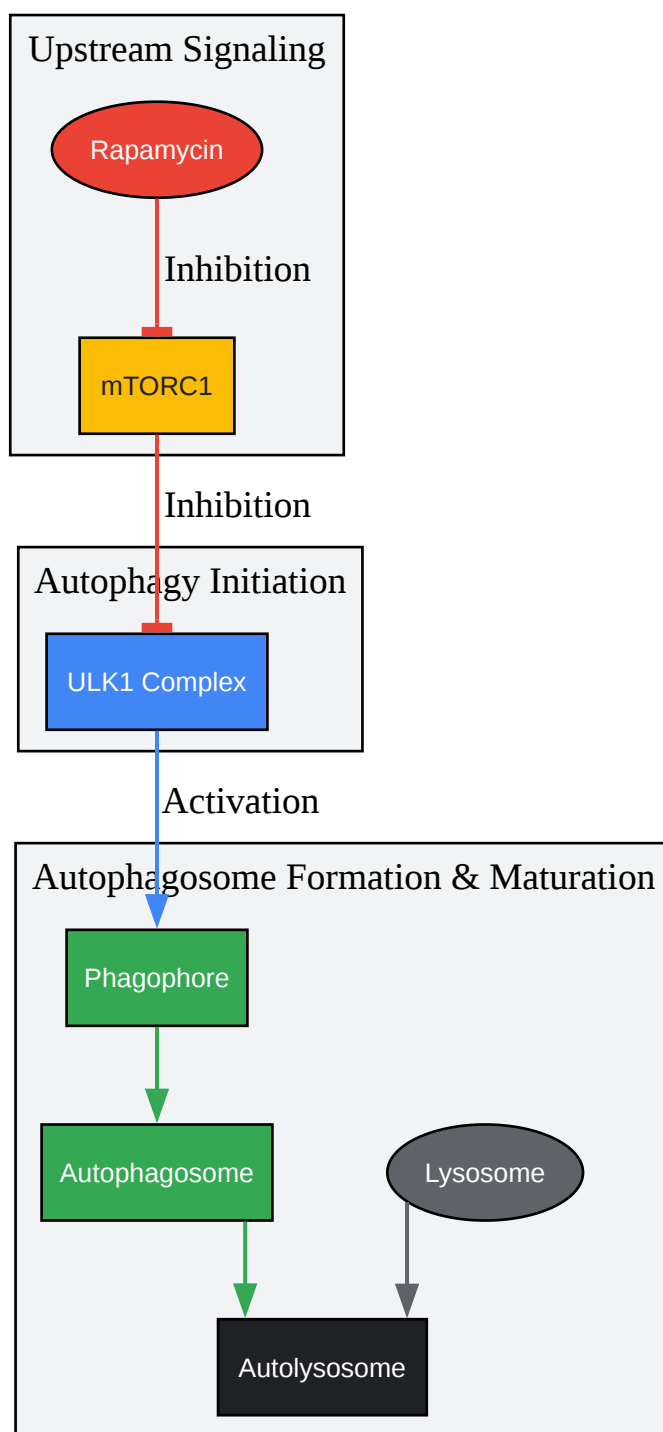 Upstream Signaling
Rapamycin
Inhibition
mTORC1
Inhibition
Autophagy Initiation
ULK1 Complex
Activation
Autophagosome Formation & Maturation
Phagophore
Autophagosome
Lysosome
Autolysosome